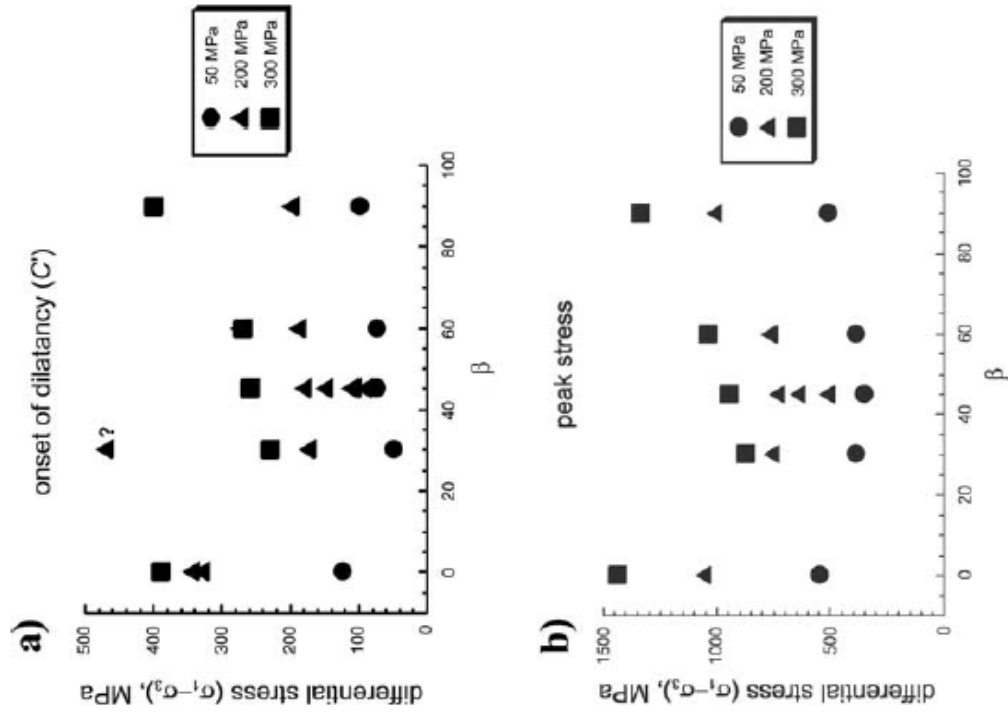 a)
onset of dilatancy (C')
differential stress (σ₁–σ₃), MPa
500
400
300
200
100
0
?
0
20
40
60
80
100
β
50 MPa
200 MPa
300 MPa
b)
peak stress
differential stress (σ₁–σ₃), MPa
1500
1000
500
0
0
20
40
60
80
100
β
50 MPa
200 MPa
300 MPa